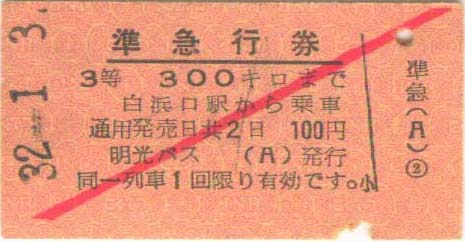 32.1.3.
準急行券
3等 300キロまで
白浜口駅から乗車
通用発売日共2日 100円
明光バス (A)発行
同一列車1回限り有効です。小
準急(A)②